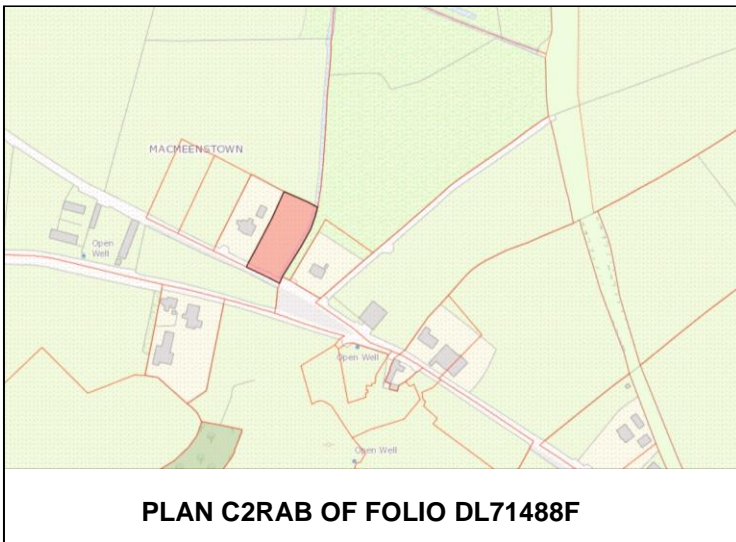 MACMEENSTOWN
Open
Well
Open Well
Open Well
PLAN C2RAB OF FOLIO DL71488F